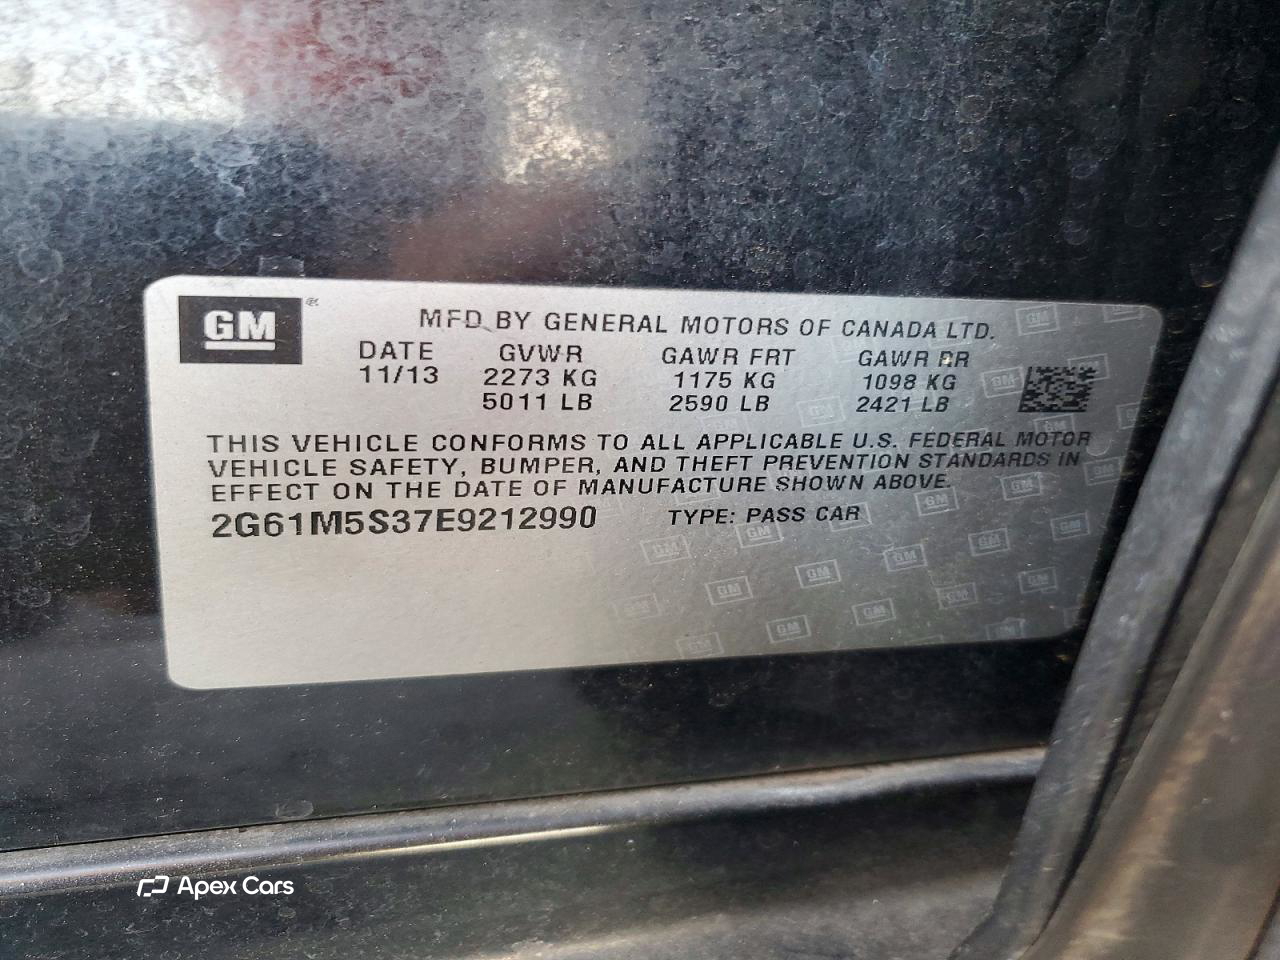 GM®
MFD BY GENERAL MOTORS OF CANADA LTD.
DATE GVWR GAWR FRT GAWR RR
11/13 2273 KG 1175 KG 1098 KG
5011 LB 2590 LB 2421 LB
THIS VEHICLE CONFORMS TO ALL APPLICABLE U.S. FEDERAL MOTOR
VEHICLE SAFETY, BUMPER, AND THEFT PREVENTION STANDARDS IN
EFFECT ON THE DATE OF MANUFACTURE SHOWN ABOVE.
2G61M5S37E9212990 TYPE: PASS CAR
Apex Cars